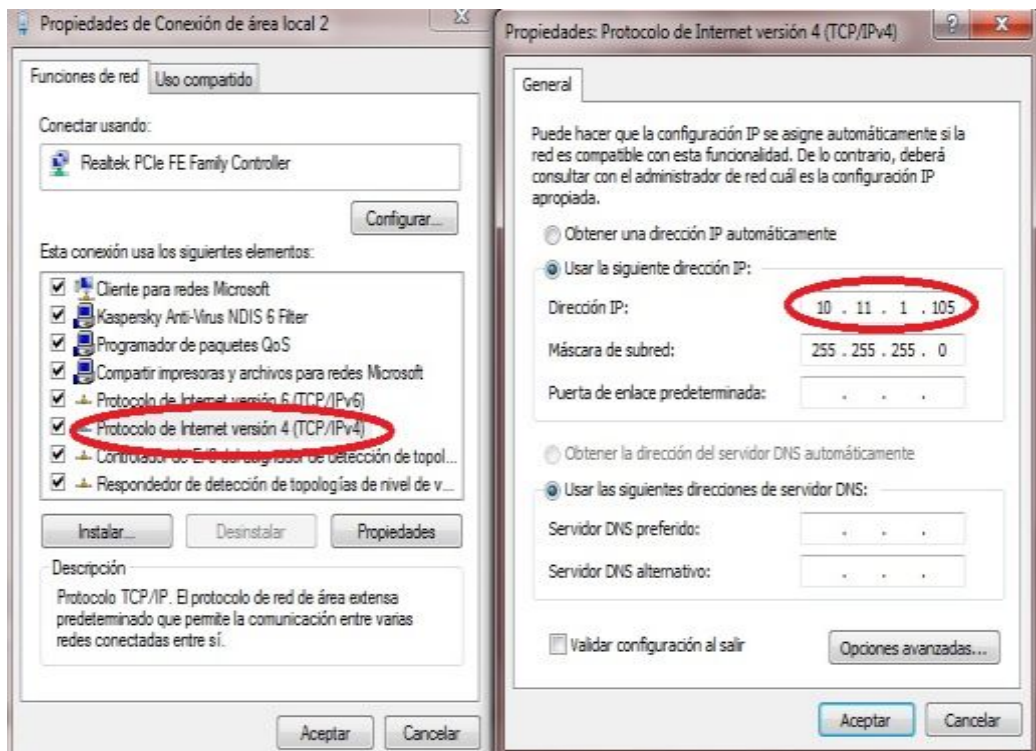 Propiedades de Conexión de área local 2
Funciones de red
Uso compartido
Conectar usando:
Realtek PCIe FE Family Controller
Configurar...
Esta conexión usa los siguientes elementos:
Cliente para redes Microsoft
Kaspersky Anti-Virus NDIS 6 Filter
Programador de paquetes QoS
Compartir impresoras y archivos para redes Microsoft
Protocolo de Internet versión 6 (TCP/IPv6)
Protocolo de Internet versión 4 (TCP/IPv4)
Controlador de E/S del asignador de detección de topol...
Respondedor de detección de topologías de nivel de v...
Instalar...
Desinstalar
Propiedades
Descripción
Protocolo TCP/IP. El protocolo de red de área extensa
predeterminado que permite la comunicación entre varias
redes conectadas entre sí.
Aceptar
Cancelar
Propiedades: Protocolo de Internet versión 4 (TCP/IPv4)
General
Puede hacer que la configuración IP se asigne automáticamente si la
red es compatible con esta funcionalidad. De lo contrario, deberá
consultar con el administrador de red cuál es la configuración IP
apropiada.
Obtener una dirección IP automáticamente
Usar la siguiente dirección IP:
Dirección IP: 10 . 11 . 1 . 105
Máscara de subred: 255 . 255 . 255 . 0
Puerta de enlace predeterminada: . . .
Obtener la dirección del servidor DNS automáticamente
Usar las siguientes direcciones de servidor DNS:
Servidor DNS preferido: . . .
Servidor DNS alternativo: . . .
Validar configuración al salir
Opciones avanzadas...
Aceptar
Cancelar